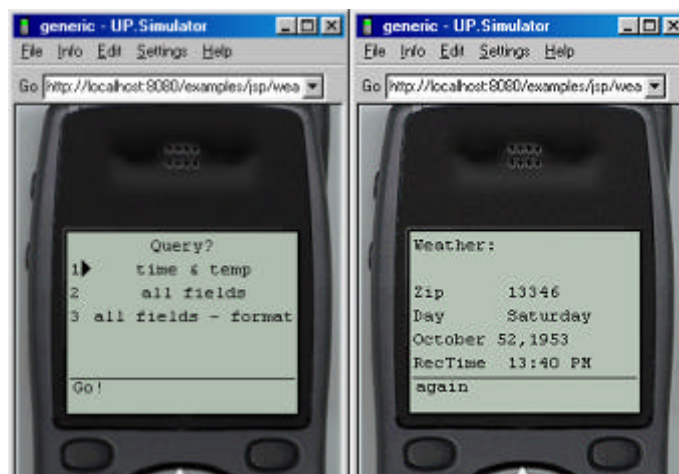 generic - UP.Simulator
File Info Edit Settings Help
Go http://localhost:8080/examples/jsp/wea
Query?
1 time & temp
2 all fields
3 all fields - format
Go!
generic - UP.Simulator
File Info Edit Settings Help
Go http://localhost:8080/examples/jsp/wea
Weather:
Zip 13346
Day Saturday
October 52,1953
RecTime 13:40 PM
again